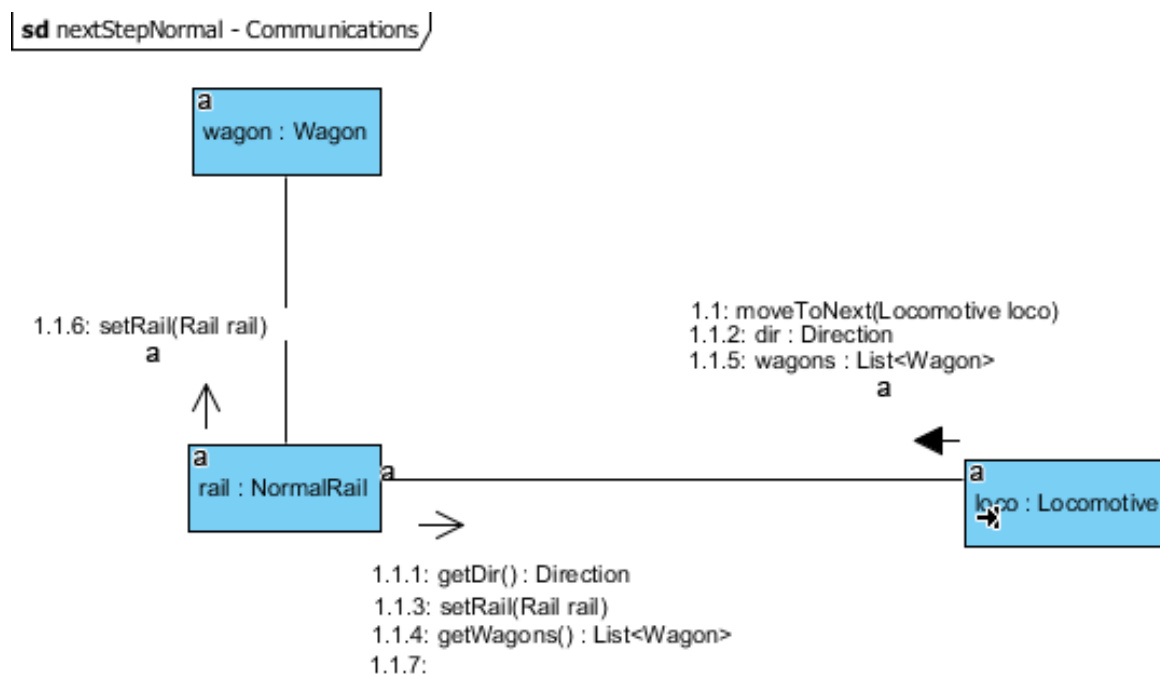 sd nextStepNormal - Communications
a
wagon : Wagon
1.1.6: setRail(Rail rail)
a
1.1: moveToNext(Locomotive loco)
1.1.2: dir : Direction
1.1.5: wagons : List<Wagon>
a
a
rail : NormalRail
a
a
loco : Locomotive
1.1.1: getDir() : Direction
1.1.3: setRail(Rail rail)
1.1.4: getWagons() : List<Wagon>
1.1.7: